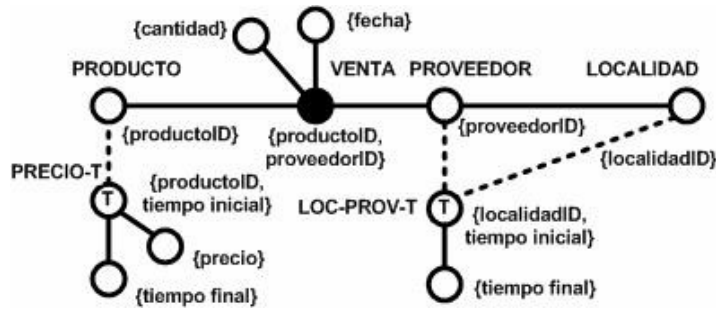 {cantidad}
{fecha}
PRODUCTO
VENTA
PROVEEDOR
LOCALIDAD
{productoID}
{productoID,
proveedorID}
{proveedorID}
{localidadID}
PRECIO-T
T
{productoID,
tiempo inicial}
{precio}
{tiempo final}
LOC-PROV-T
T
{localidadID,
tiempo inicial}
{tiempo final}